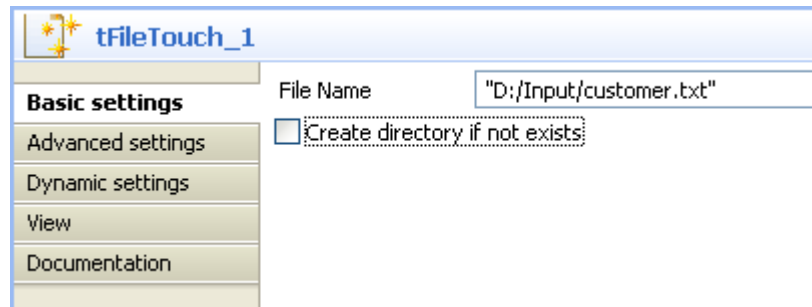 tFileTouch_1
Basic settings
File Name "D:/Input/customer.txt"
Create directory if not exists
Advanced settings
Dynamic settings
View
Documentation